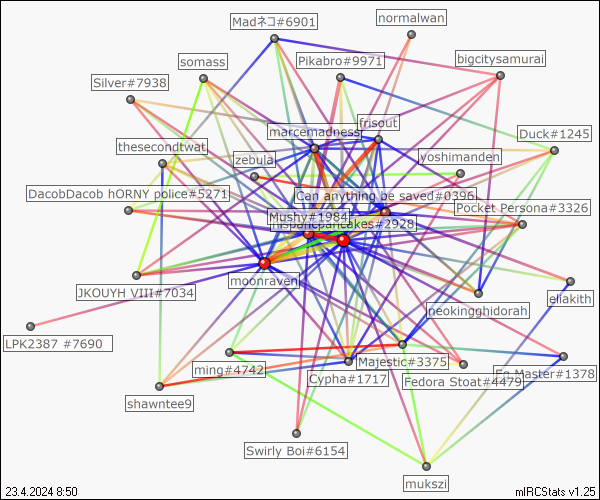 Madネコ#6901
normalwan
somass
Pikabro#9971
bigcitysamurai
Silver#7938
frisout
marcemadness
Duck#1245
thesecondtwat
zebula
yoshimanden
DacobDacob hORNY police#5271
Can anything be saved#0396
Pocket Persona#3326
Mushy#1984
hispanicpancakes#2928
moonraven
JKOUYH VIII#7034
eliakith
neokingghidorah
LPK2387 #7690
ming#4742
Majestic#3375
Cypha#1717
Fedora Stoat#4479
Fg Master#1378
shawntee9
Swirly Boi#6154
mukszi
23.4.2024 8:50
mIRCStats v1.25